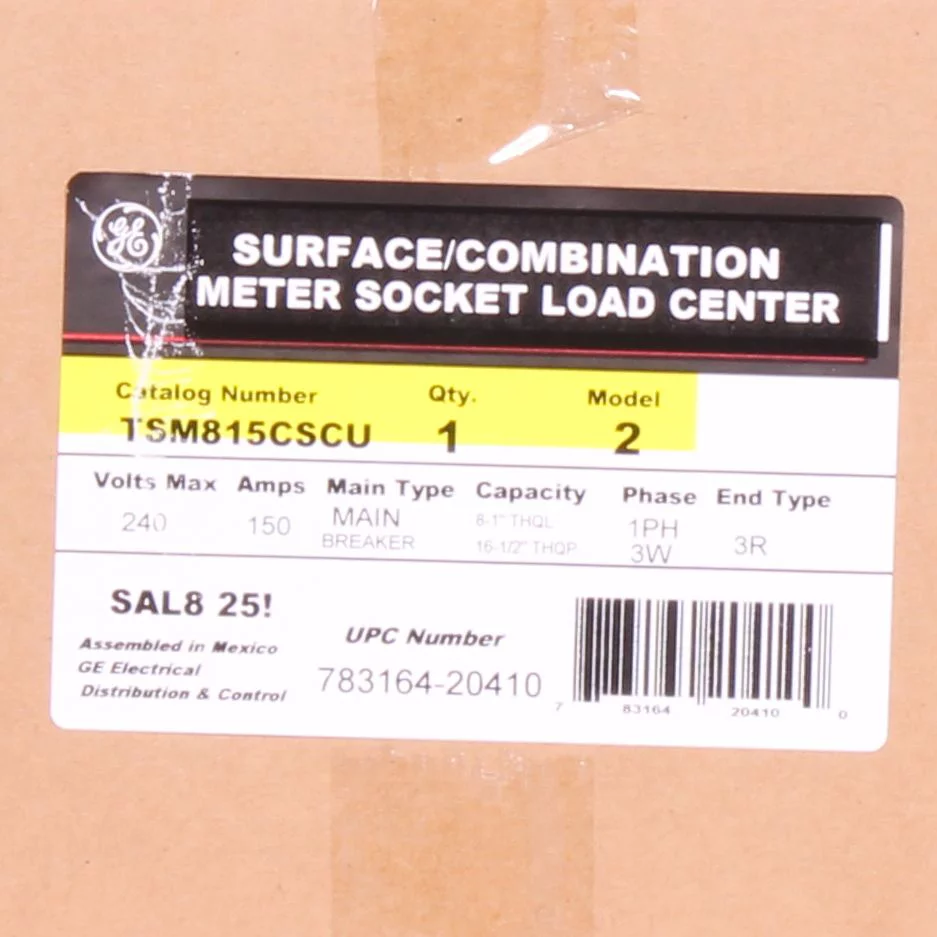 GE
SURFACE/COMBINATION
METER SOCKET LOAD CENTER
Catalog Number Qty. Model
TSM815CSCU 1 2
Volts Max Amps Main Type Capacity Phase End Type
240 150 MAIN BREAKER 8-1" THQL 16-1/2" THQP 1PH 3W 3R
SAL8 25!
Assembled in Mexico
GE Electrical
Distribution & Control
UPC Number
783164-20410
7 83164 20410 0